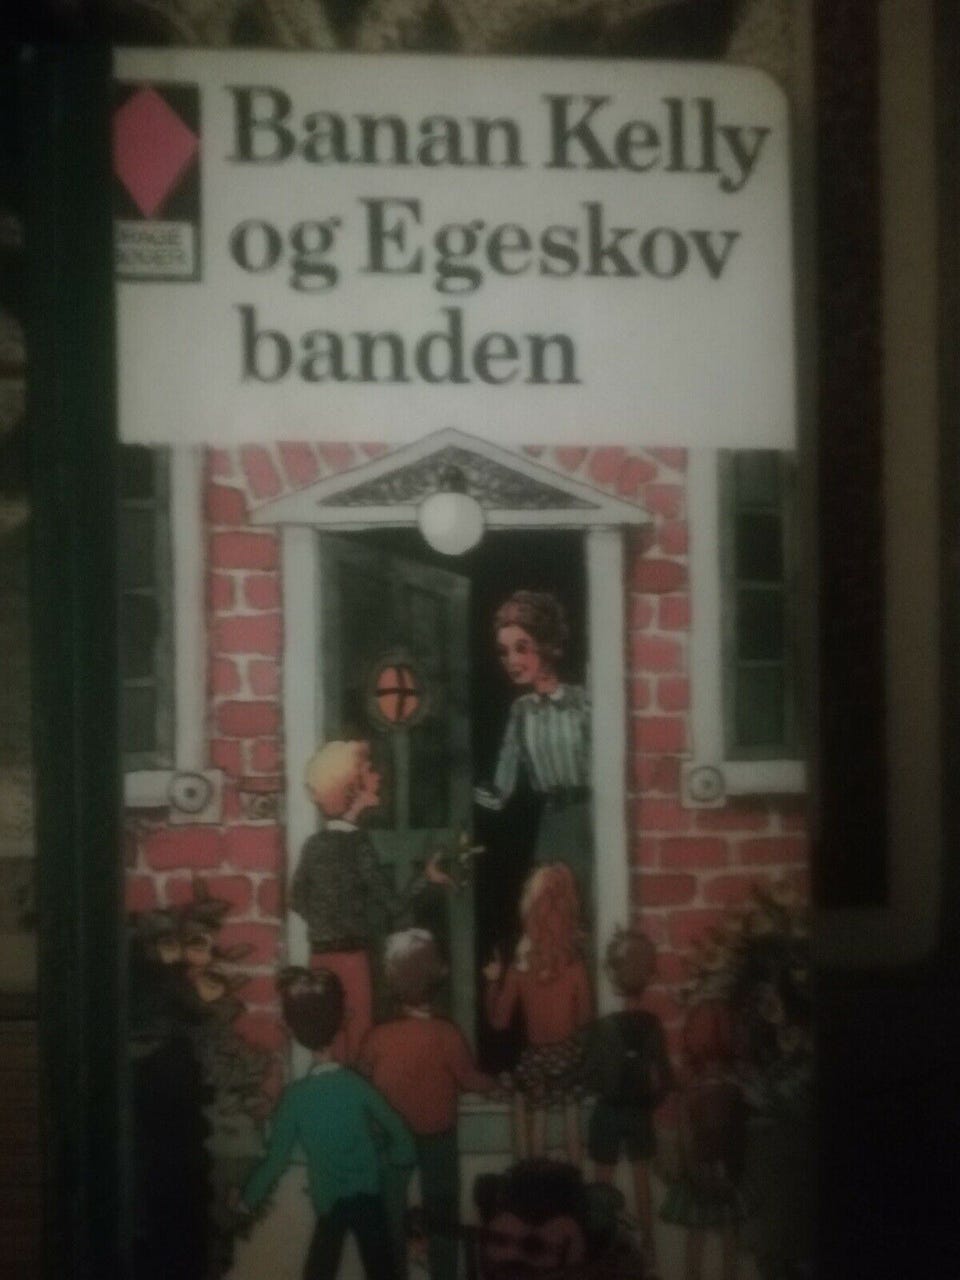 Banan Kelly
og Egeskov
banden